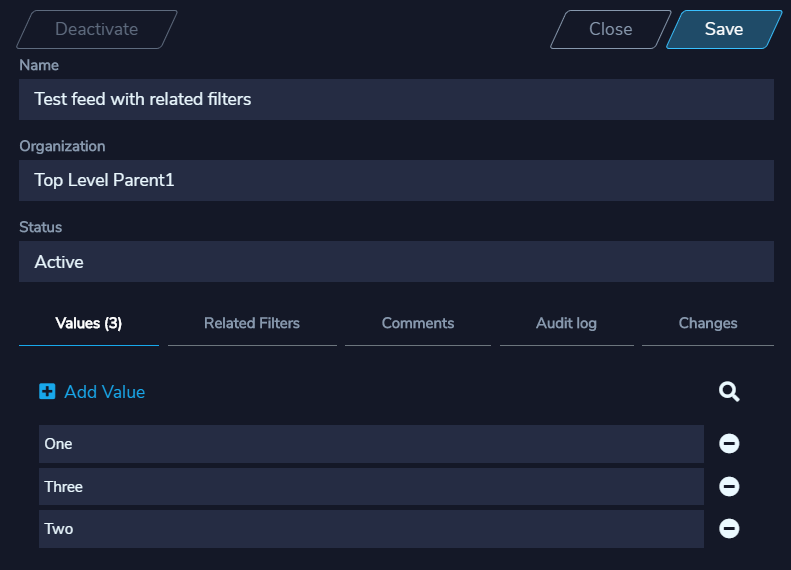 Deactivate
Close
Save
Name
Test feed with related filters
Organization
Top Level Parent1
Status
Active
Values (3)
Related Filters
Comments
Audit log
Changes
Add Value
One
Three
Two